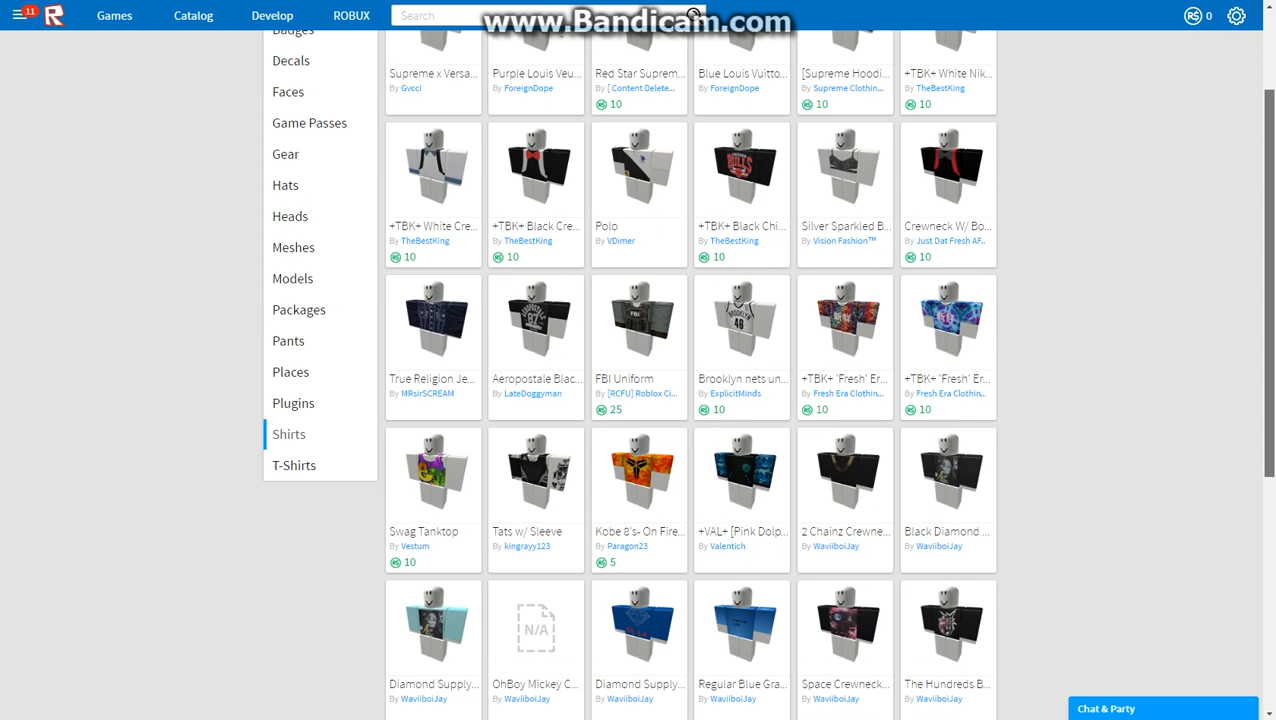 11 Games Catalog Develop ROBUX Search www.Bandicam.com 0
Badges
Decals
Faces
Game Passes
Gear
Hats
Heads
Meshes
Models
Packages
Pants
Places
Plugins
Shirts
T-Shirts
Supreme x Versa... Purple Louis Veu... Red Star Suprem... Blue Louis Vuitto... [Supreme Hoodi... +TBK+ White Nik...
By Gvcci By ForeignDope By [ Content Delete... By ForeignDope By Supreme Clothin... By TheBestKing
10 10 10
+TBK+ White Cre... +TBK+ Black Cre... Polo +TBK+ Black Chi... Silver Sparkled B... Crewneck W/ Bo...
By TheBestKing By TheBestKing By VDimer By TheBestKing By Vision Fashion™ By Just Dat Fresh AF..
10 10 10 10
True Religion Je... Aeropostale Blac... FBI Uniform Brooklyn nets un... +TBK+ 'Fresh' Er... +TBK+ 'Fresh' Er...
By MRsirSCREAM By LateDoggyman By [RCFU] Roblox Ci... By ExplicitMinds By Fresh Era Clothin... By Fresh Era Clothin...
25 10 10 10
Swag Tanktop Tats w/ Sleeve Kobe 8's- On Fire... +VAL+ [Pink Dolp... 2 Chainz Crewne... Black Diamond ...
By Vestum By kingrayy123 By Paragon23 By Valentich By WaviiboiJay By WaviiboiJay
10 5
N/A
Diamond Supply... OhBoy Mickey C... Diamond Supply... Regular Blue Gra... Space Crewneck... The Hundreds B...
By WaviiboiJay By WaviiboiJay By WaviiboiJay By WaviiboiJay By WaviiboiJay By WaviiboiJay
Chat & Party